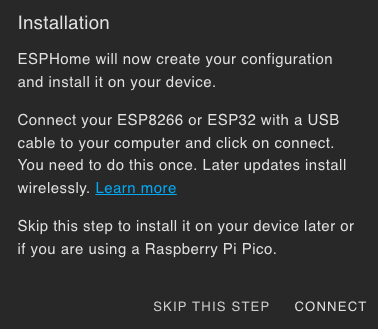 Installation
ESPHome will now create your configuration
and install it on your device.
Connect your ESP8266 or ESP32 with a USB
cable to your computer and click on connect.
You need to do this once. Later updates install
wirelessly. Learn more
Skip this step to install it on your device later or
if you are using a Raspberry Pi Pico.
SKIP THIS STEP CONNECT